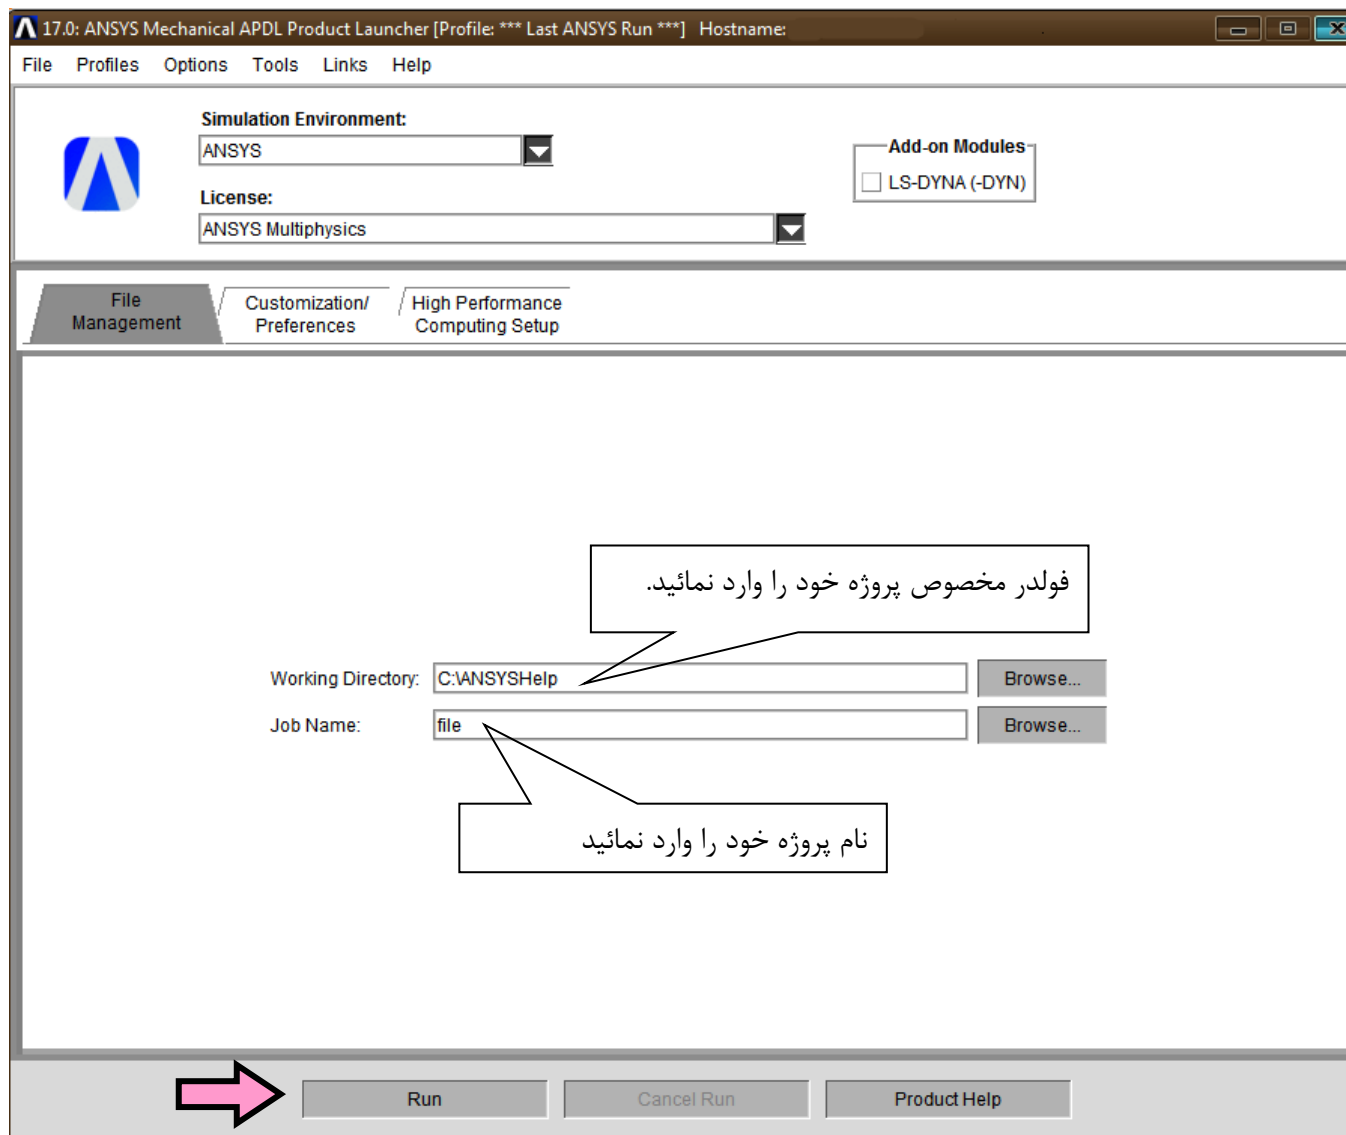 17.0: ANSYS Mechanical APDL Product Launcher [Profile: *** Last ANSYS Run ***] Hostname:
File Profiles Options Tools Links Help
Simulation Environment:
ANSYS
Add-on Modules
LS-DYNA (-DYN)
License:
ANSYS Multiphysics
File
Management
Customization/
Preferences
High Performance
Computing Setup
فولدر مخصوص پروژه خود را وارد نمائید.
Working Directory: C:\ANSYSHelp Browse...
Job Name: file Browse...
نام پروژه خود را وارد نمائید
Run Cancel Run Product Help